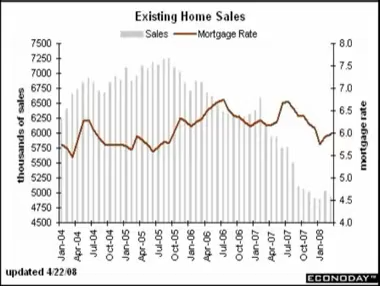 Existing Home Sales
Sales Mortgage Rate
thousands of sales
7500
7250
7000
6750
6500
6250
6000
5750
5500
5250
5000
4750
4500
8.0
7.5
7.0
6.5
6.0
5.5
5.0
4.5
4.0
mortgage rate
Jan-04
Apr-04
Jul-04
Oct-04
Jan-05
Apr-05
Jul-05
Oct-05
Jan-06
Apr-06
Jul-06
Oct-06
Jan-07
Apr-07
Jul-07
Oct-07
Jan-08
updated 4/22/08
ECONODAY™